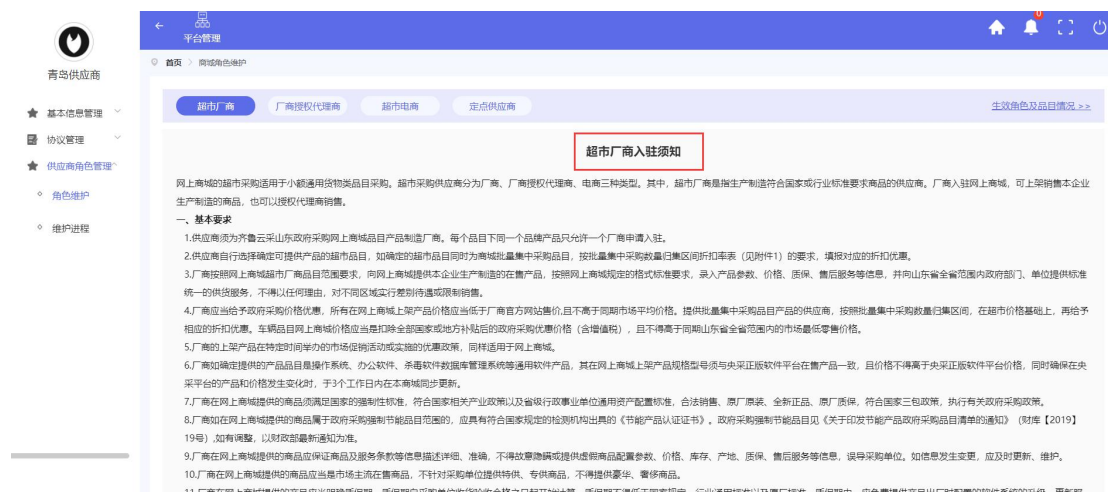 0
平台管理
青岛供应商
首页 > 商城角色维护
基本信息管理
协议管理
供应商角色管理
角色维护
维护进程
超市厂商 厂商授权代理商 超市电商 定点供应商 生效角色及品目情况 >>
超市厂商入驻须知
网上商城的超市采购适用于小额通用货物类品目采购。超市采购供应商分为厂商、厂商授权代理商、电商三种类型。其中，超市厂商是指生产制造符合国家或行业标准要求商品的供应商。厂商入驻网上商城，可上架销售本企业
生产制造的商品，也可以授权代理商销售。
一、基本要求
1.供应商须为齐鲁云采山东政府采购网上商城品目产品制造厂商。每个品目下同一个品牌产品只允许一个厂商申请入驻。
2.供应商自行选择确定可提供产品的超市品目，如确定的超市品目同时为商城批量集中采购品目，按批量集中采购数量归集区间折扣率表（见附件1）的要求，填报对应的折扣优惠。
3.厂商按照网上商城超市厂商品目范围要求，向网上商城提供本企业生产制造的在售产品，按照网上商城规定的格式标准要求，录入产品参数、价格、质保、售后服务等信息，并向山东省全省范围内政府部门、单位提供标准
统一的供货服务，不得以任何理由，对不同区域实行差别待遇或限制销售。
4.厂商应当给予政府采购价格优惠，所有在网上商城上架产品价格应当低于厂商官方网站售价,且不高于同期市场平均价格。提供批量集中采购品目产品的供应商，按照批量集中采购数量归集区间，在超市价格基础上，再给予
相应的折扣优惠。车辆品目网上商城价格应当是扣除全部国家或地方补贴后的政府采购优惠价格（含增值税），且不得高于同期山东省全省范围内的市场最低零售价格。
5.厂商的上架产品在特定时间举办的市场促销活动或实施的优惠政策，同样适用于网上商城。
6.厂商如确定提供的产品品目是操作系统、办公软件、杀毒软件数据库管理系统等通用软件产品，其在网上商城上架产品规格型号须与央采正版软件平台在售产品一致，且价格不得高于央采正版软件平台价格，同时确保在央
采平台的产品和价格发生变化时，于3个工作日内在本商城同步更新。
7.厂商在网上商城提供的商品须满足国家的强制性标准，符合国家相关产业政策以及省级行政事业单位通用资产配置标准，合法销售、原厂原装、全新正品、原厂质保，符合国家三包政策，执行有关政府采购政策。
8.厂商如在网上商城提供的商品属于政府采购强制节能品目范围的，应具有符合国家规定的检测机构出具的《节能产品认证证书》。政府采购强制节能品目见《关于印发节能产品政府采购品目清单的通知》（财库【2019】
19号）,如有调整，以财政部最新通知为准。
9.厂商在网上商城提供的商品应保证商品及服务条款等信息描述详细、准确，不得故意隐瞒或提供虚假商品配置参数、价格、库存、产地、质保、售后服务等信息，误导采购单位。如信息发生变更，应及时更新、维护。
10.厂商在网上商城提供的商品应当是市场主流在售商品，不针对采购单位提供特供、专供商品，不得提供豪华、奢侈商品。